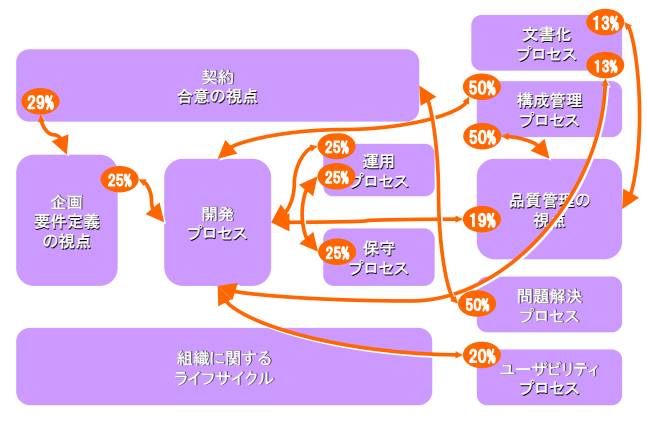 文書化
プロセス
13%
13%
契約
合意の視点
29%
50%
構成管理
プロセス
50%
企画
要件定義
の視点
25%
開発
プロセス
25%
運用
プロセス
25%
品質管理の
視点
19%
保守
プロセス
25%
問題解決
プロセス
50%
組織に関する
ライフサイクル
20%
ユーザビリティ
プロセス